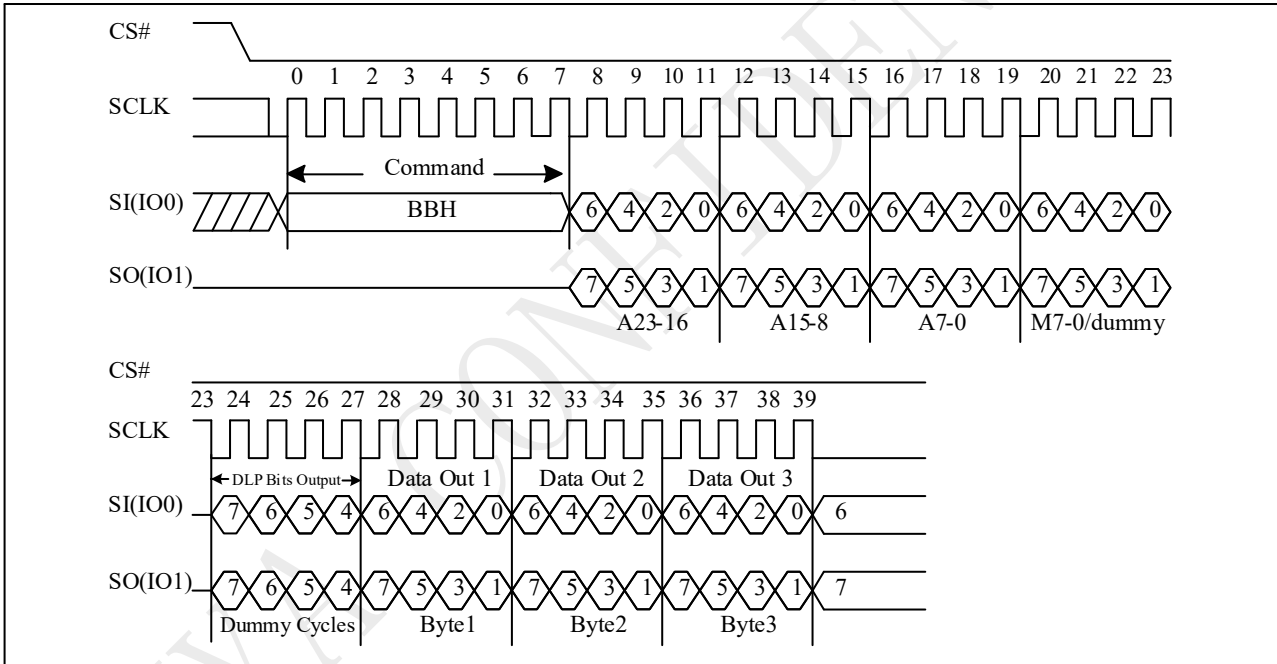 CS#
0 1 2 3 4 5 6 7 8 9 10 11 12 13 14 15 16 17 18 19 20 21 22 23
SCLK
Command
SI(IO0) BBH 6 4 2 0 6 4 2 0 6 4 2 0 6 4 2 0
SO(IO1) 7 5 3 1 7 5 3 1 7 5 3 1 7 5 3 1
A23-16 A15-8 A7-0 M7-0/dummy
CS#
23 24 25 26 27 28 29 30 31 32 33 34 35 36 37 38 39
SCLK
DLP Bits Output Data Out 1 Data Out 2 Data Out 3
SI(IO0) 7 6 5 4 6 4 2 0 6 4 2 0 6 4 2 0 6
SO(IO1) 7 6 5 4 7 5 3 1 7 5 3 1 7 5 3 1 7
Dummy Cycles Byte1 Byte2 Byte3